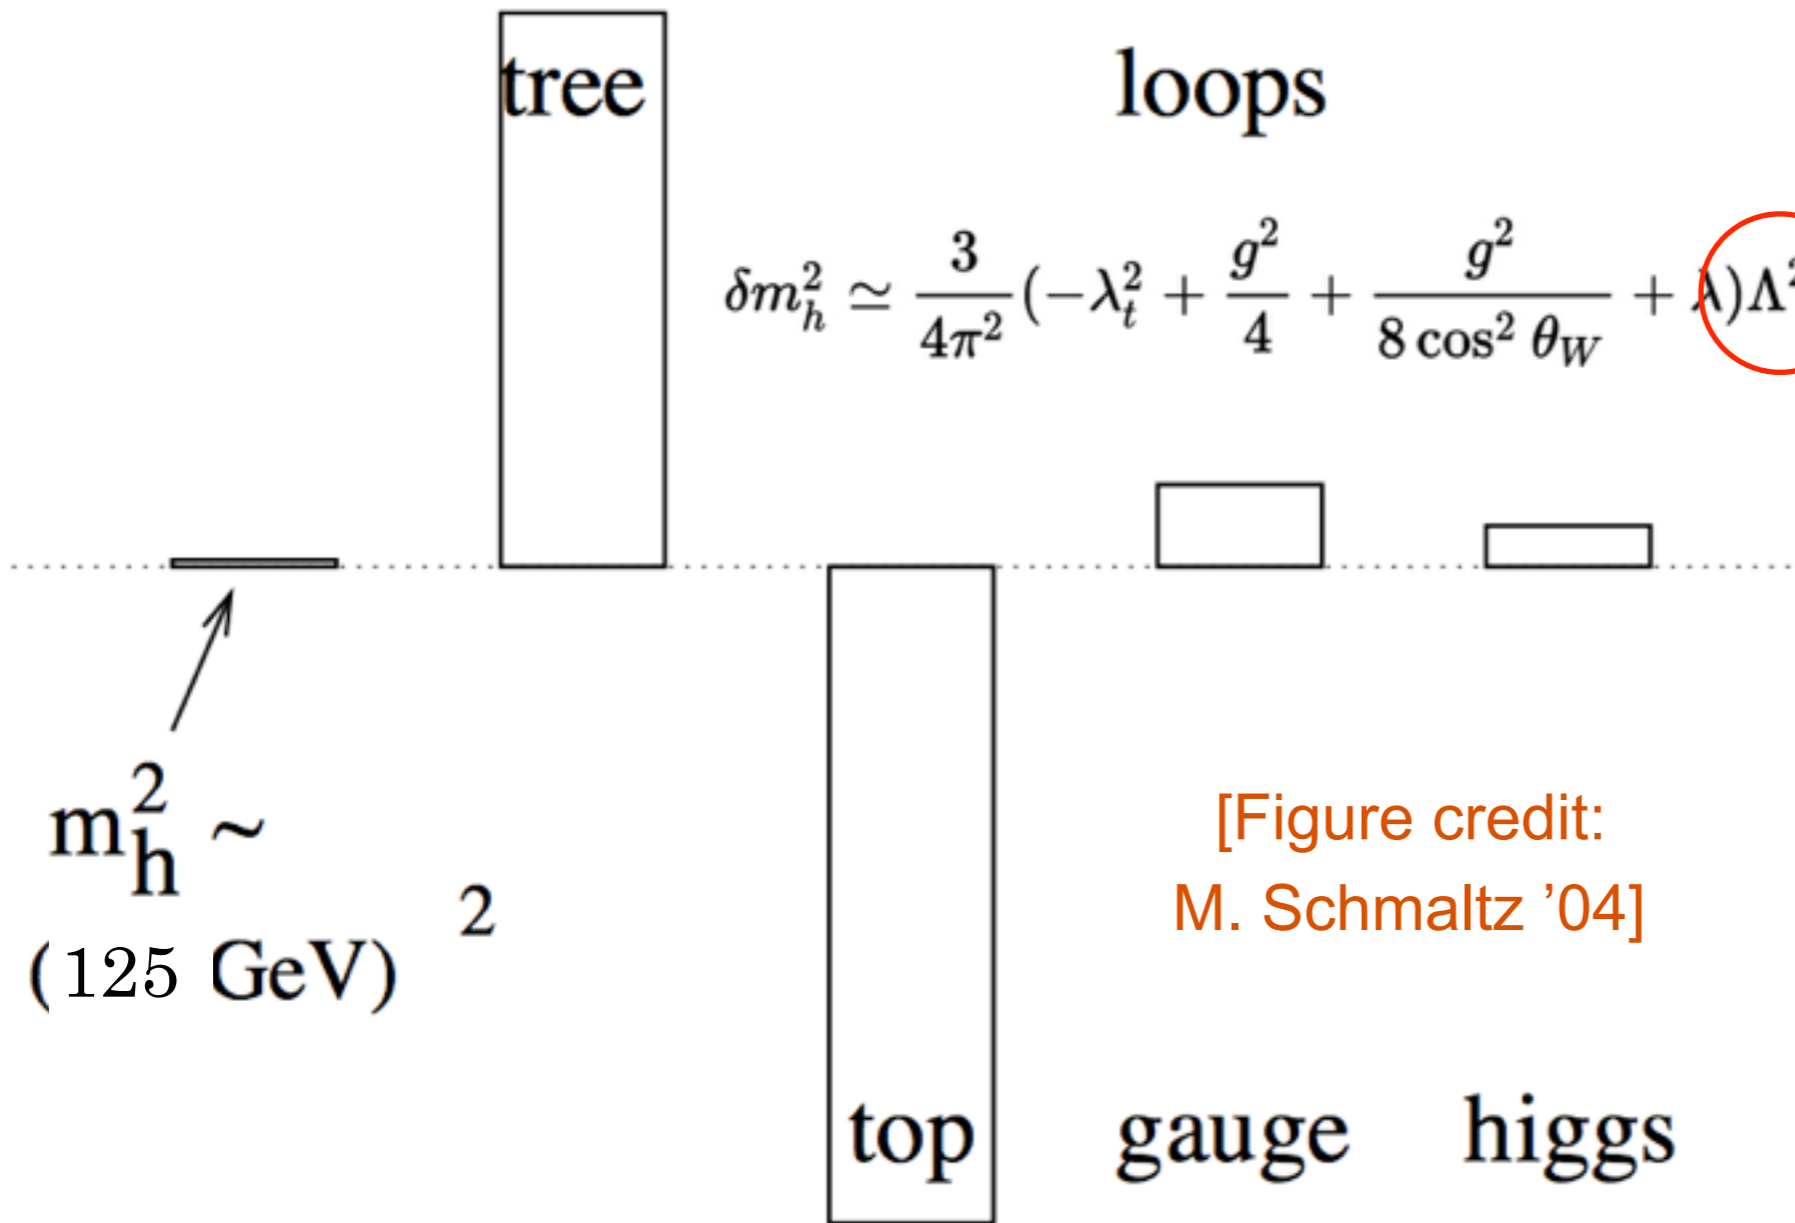 tree
loops
δm_h^2 ≃ 3/(4π^2) (−λ_t^2 + g^2/4 + g^2/(8 cos^2 θ_W) + λ)Λ^2
m_h^2 ~
(125 GeV)^2
[Figure credit:
M. Schmaltz ’04]
top
gauge
higgs